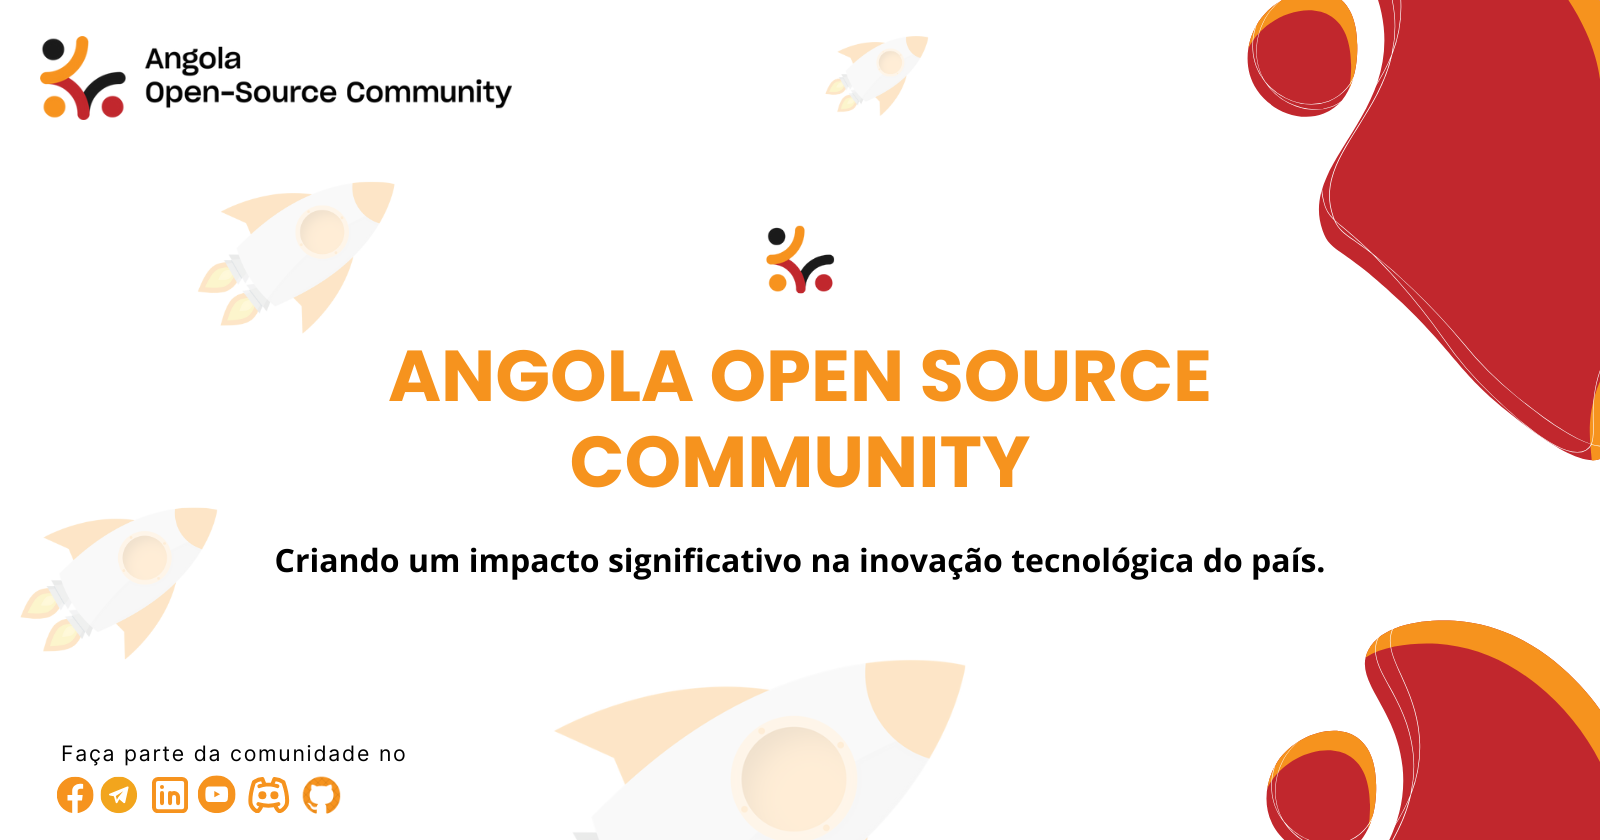 Angola
Open-Source Community
ANGOLA OPEN SOURCE
COMMUNITY
Criando um impacto significativo na inovação tecnológica do país.
Faça parte da comunidade no